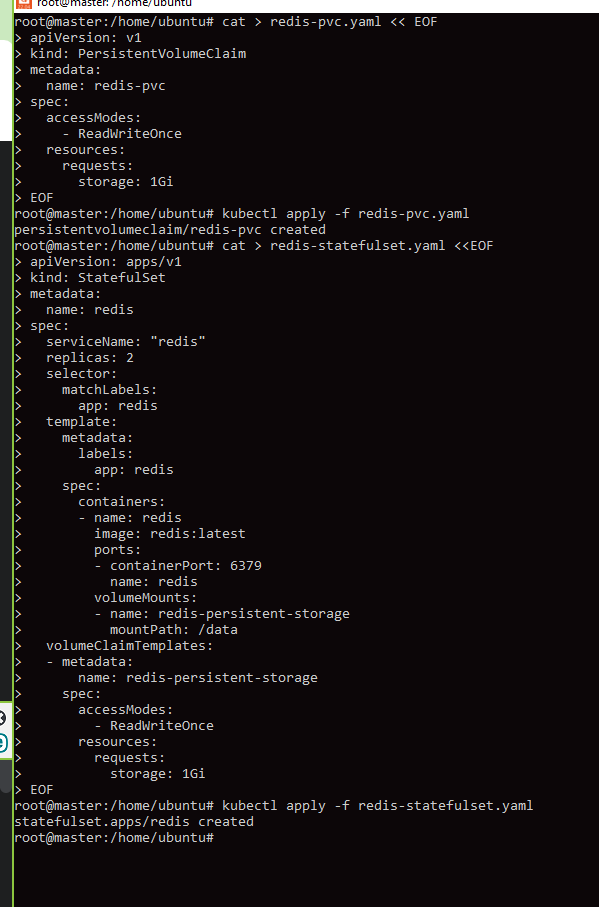 root@master: /home/ubuntu
root@master:/home/ubuntu# cat > redis-pvc.yaml << EOF
> apiVersion: v1
> kind: PersistentVolumeClaim
> metadata:
>   name: redis-pvc
> spec:
>   accessModes:
>     - ReadWriteOnce
>   resources:
>     requests:
>       storage: 1Gi
> EOF
root@master:/home/ubuntu# kubectl apply -f redis-pvc.yaml
persistentvolumeclaim/redis-pvc created
root@master:/home/ubuntu# cat > redis-statefulset.yaml <<EOF
> apiVersion: apps/v1
> kind: StatefulSet
> metadata:
>   name: redis
> spec:
>   serviceName: "redis"
>   replicas: 2
>   selector:
>     matchLabels:
>       app: redis
>   template:
>     metadata:
>       labels:
>         app: redis
>     spec:
>       containers:
>       - name: redis
>         image: redis:latest
>         ports:
>         - containerPort: 6379
>           name: redis
>         volumeMounts:
>         - name: redis-persistent-storage
>           mountPath: /data
>   volumeClaimTemplates:
>   - metadata:
>       name: redis-persistent-storage
>     spec:
>       accessModes:
>         - ReadWriteOnce
>       resources:
>         requests:
>           storage: 1Gi
> EOF
root@master:/home/ubuntu# kubectl apply -f redis-statefulset.yaml
statefulset.apps/redis created
root@master:/home/ubuntu#